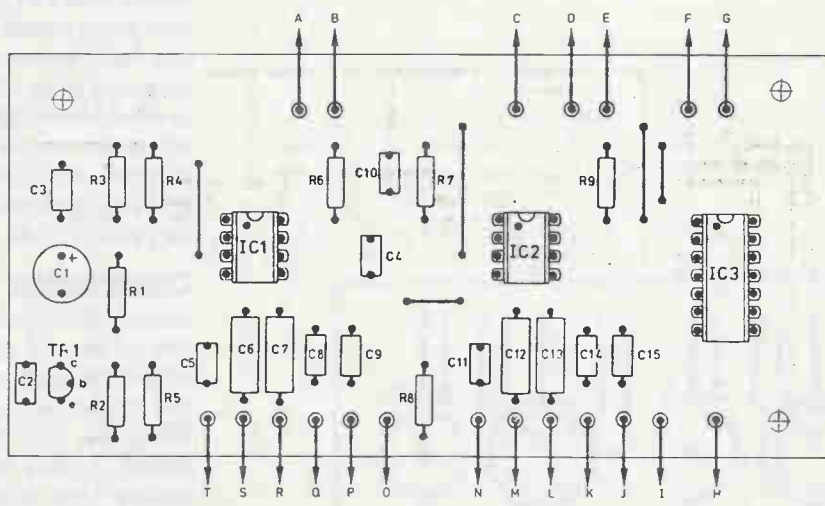 A B C D E F G
C3 R3 R4 R6 C10 R7 R9
IC1 IC2 IC3
C4
C1 +
R1
C5 C6 C7 C8 C9 C11 C12 C13 C14 C15
TR1
c
C2 b
e
R2 R5 R8
T S R Q P O N M L K J I H